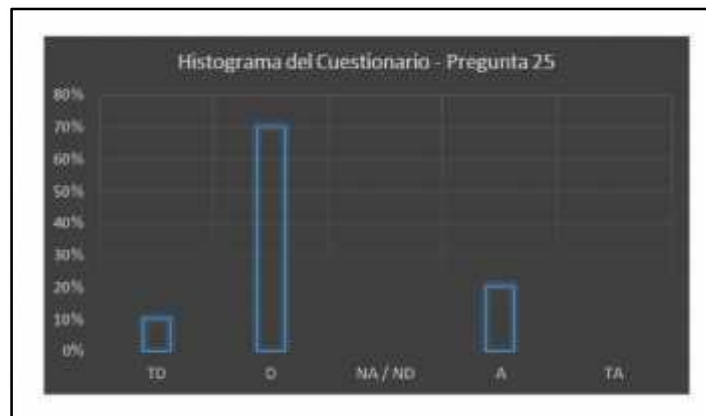 Histograma del Cuestionario - Pregunta 25
80%
70%
60%
50%
40%
30%
20%
10%
0%
TD
D
NA / ND
A
TA